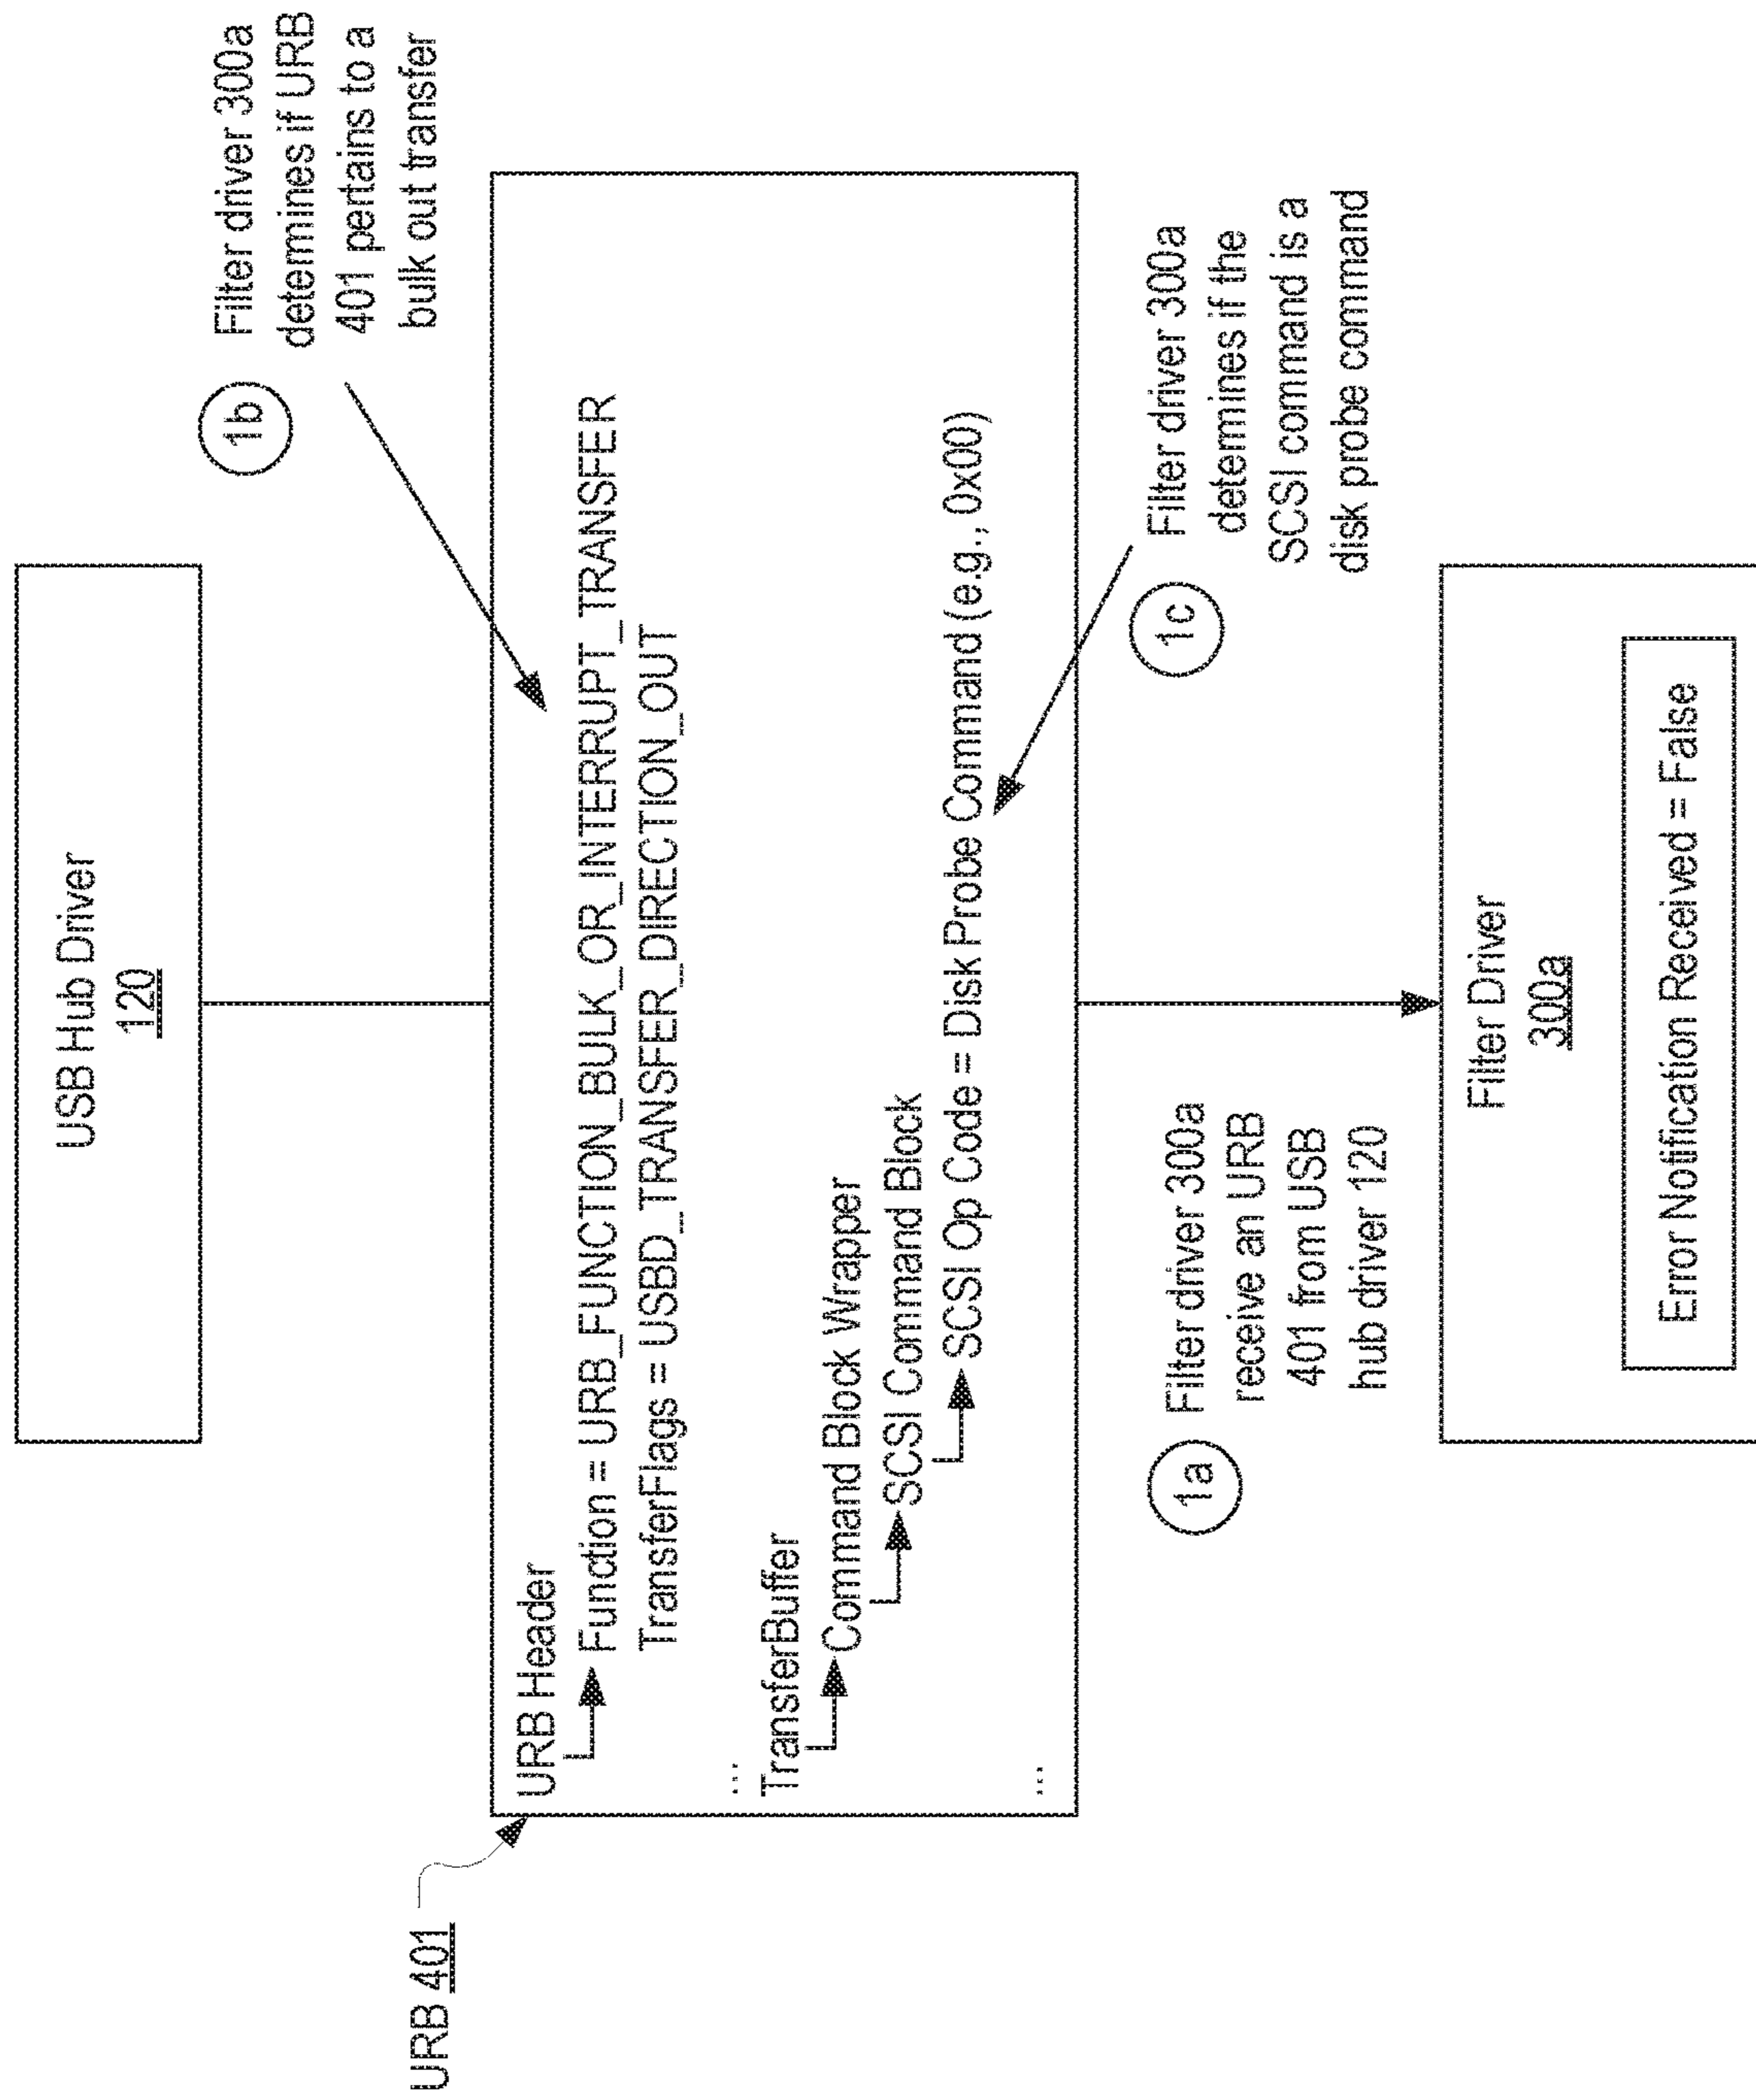 USB Hub Driver
120
1b
Filter driver 300a
determines if URB
401 pertains to a
bulk out transfer
URB 401
URB Header
Function = URB_FUNCTION_BULK_OR_INTERRUPT_TRANSFER
TransferFlags = USBD_TRANSFER_DIRECTION_OUT
...
TransferBuffer
Command Block Wrapper
SCSI Command Block
SCSI Op Code = Disk Probe Command (e.g., 0x00)
...
1a
Filter driver 300a
receive an URB
401 from USB
hub driver 120
1c
Filter driver 300a
determines if the
SCSI command is a
disk probe command
Filter Driver
300a
Error Notification Received = False